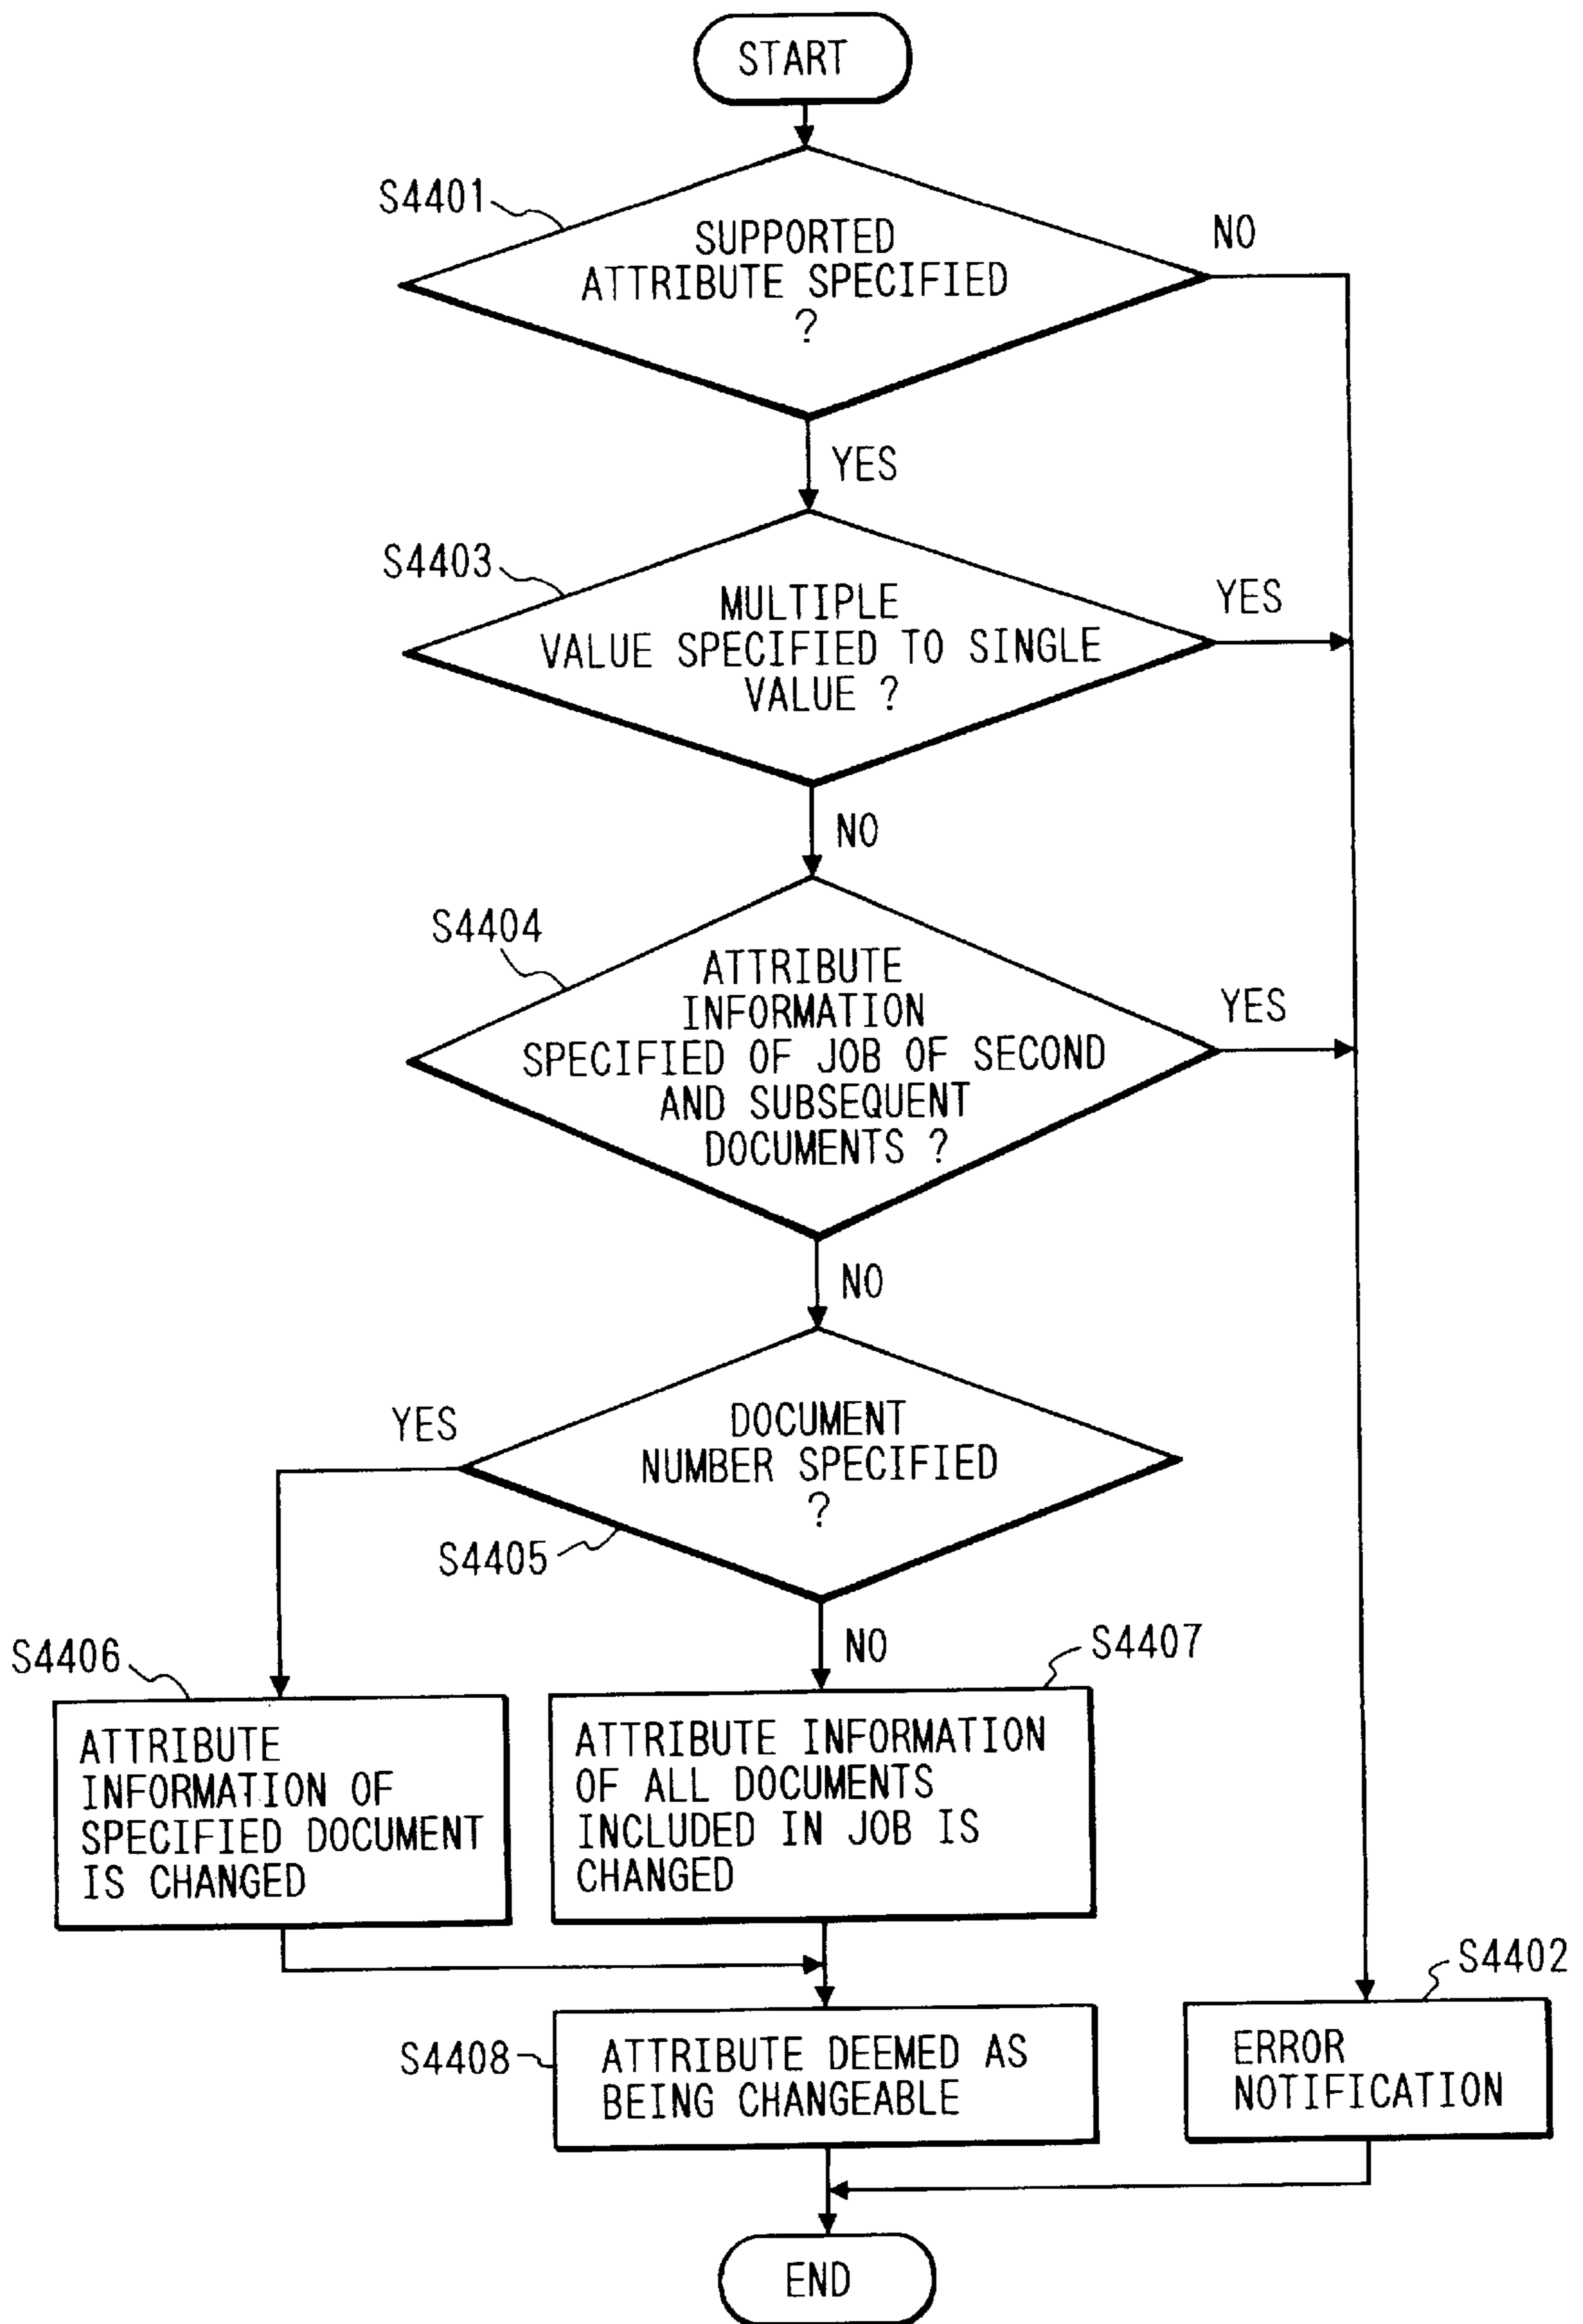 START
S4401
SUPPORTED
ATTRIBUTE SPECIFIED
?
NO
YES
S4403
MULTIPLE
VALUE SPECIFIED TO SINGLE
VALUE ?
YES
NO
S4404
ATTRIBUTE
INFORMATION
SPECIFIED OF JOB OF SECOND
AND SUBSEQUENT
DOCUMENTS ?
YES
NO
YES
DOCUMENT
NUMBER SPECIFIED
?
S4405
NO
S4406
ATTRIBUTE
INFORMATION OF
SPECIFIED DOCUMENT
IS CHANGED
S4407
ATTRIBUTE INFORMATION
OF ALL DOCUMENTS
INCLUDED IN JOB IS
CHANGED
S4408
ATTRIBUTE DEEMED AS
BEING CHANGEABLE
S4402
ERROR
NOTIFICATION
END